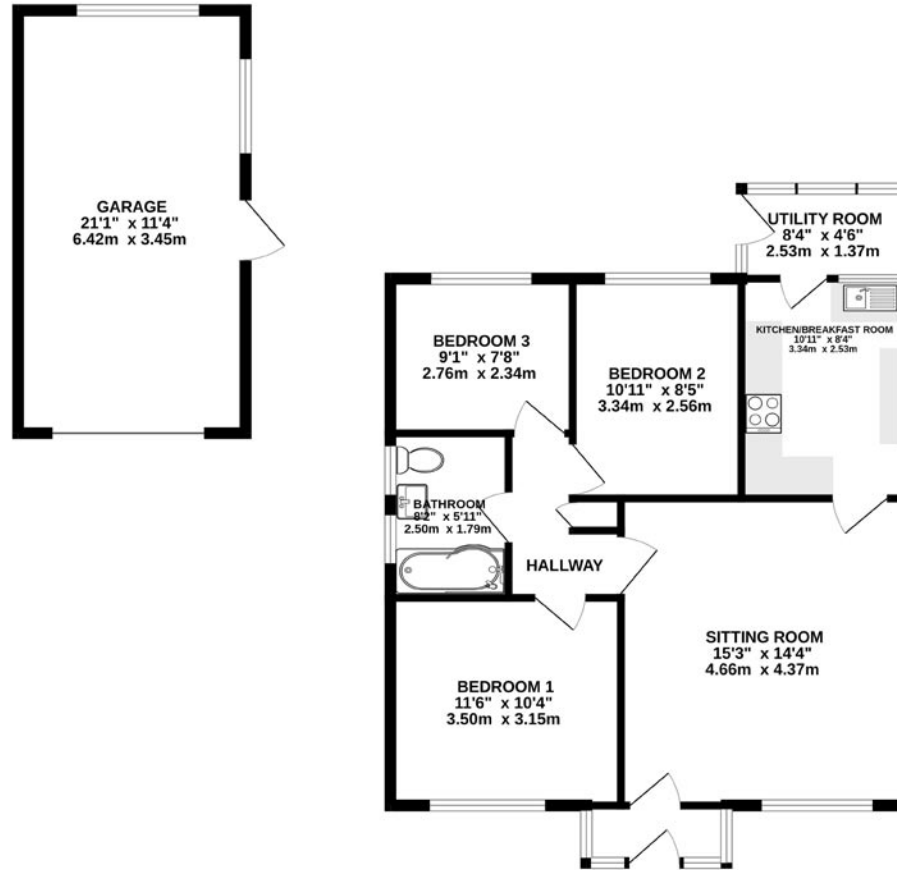 GARAGE
21'1" x 11'4"
6.42m x 3.45m
UTILITY ROOM
8'4" x 4'6"
2.53m x 1.37m
KITCHEN/BREAKFAST ROOM
10'11" x 8'4"
3.34m x 2.53m
BEDROOM 3
9'1" x 7'8"
2.76m x 2.34m
BEDROOM 2
10'11" x 8'5"
3.34m x 2.56m
BATHROOM
8'2" x 5'11"
2.50m x 1.79m
HALLWAY
SITTING ROOM
15'3" x 14'4"
4.66m x 4.37m
BEDROOM 1
11'6" x 10'4"
3.50m x 3.15m